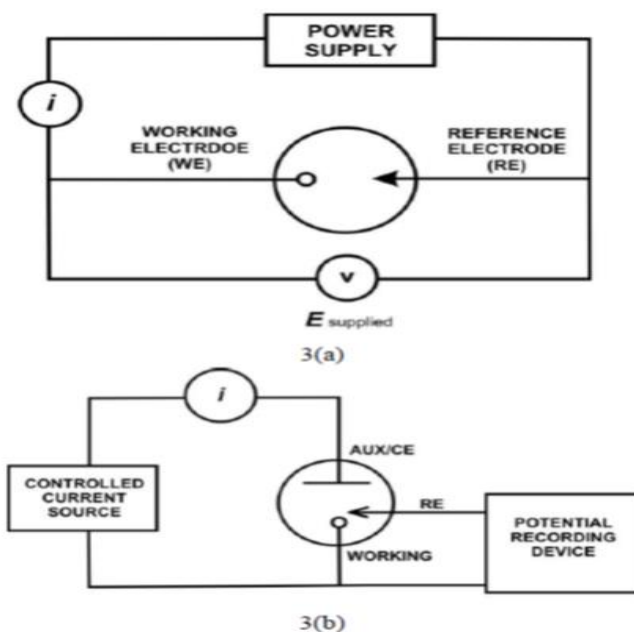 POWER
SUPPLY
i
WORKING
ELECTRDOE
(WE)
REFERENCE
ELECTRODE
(RE)
V
E supplied
3(a)
i
AUX/CE
CONTROLLED
CURRENT
SOURCE
RE
POTENTIAL
RECORDING
DEVICE
WORKING
3(b)